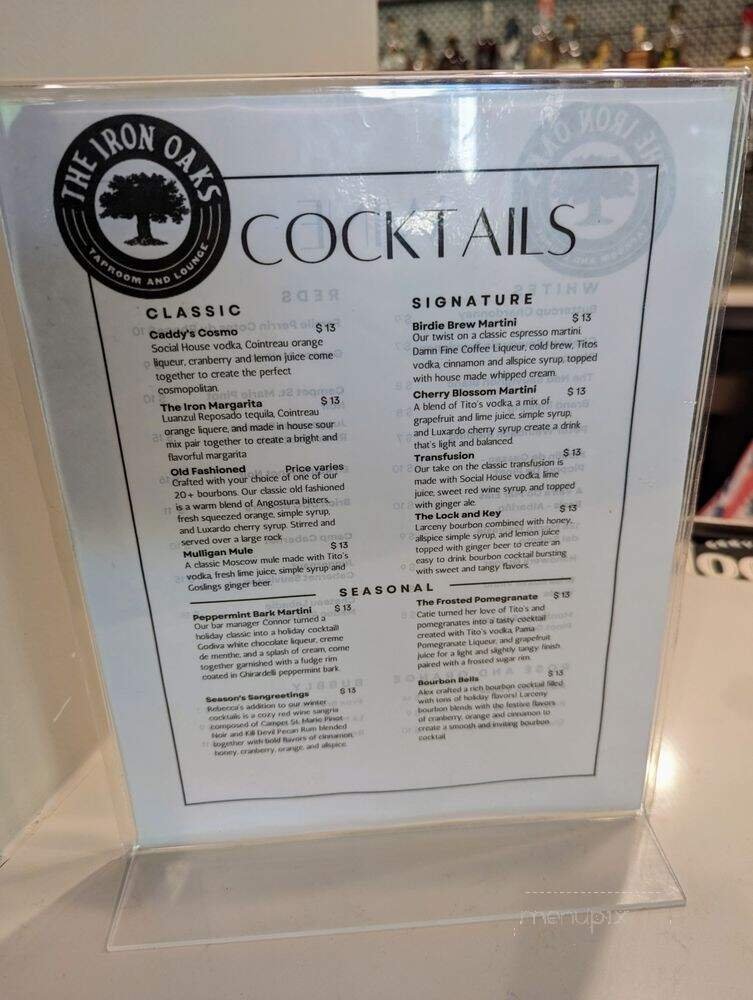 THE IRON OAKS
TAPROOM AND LOUNGE
COCKTAILS
CLASSIC
Caddy's Cosmo $ 13
Social House vodka, Cointreau orange
liqueur, cranberry and lemon juice come
together to create the perfect
cosmopolitan.
The Iron Margarita $ 13
Luanzul Reposado tequila, Cointreau
orange liquere, and made in house sour
mix pair together to create a bright and
flavorful margarita
Old Fashioned Price varies
Crafted with your choice of one of our
20+ bourbons. Our classic old fashioned
is a warm blend of Angostura bitters,
fresh squeezed orange, simple syrup,
and Luxardo cherry syrup. Stirred and
served over a large rock
Mulligan Mule $ 13
A classic Moscow mule made with Tito's
vodka, fresh lime juice, simple syrup and
Goslings ginger beer.
SIGNATURE
Birdie Brew Martini $ 13
Our twist on a classic espresso martini.
Damn Fine Coffee Liqueur, cold brew, Titos
vodka, cinnamon and allspice syrup, topped
with house made whipped cream.
Cherry Blossom Martini $ 13
A blend of Tito's vodka, a mix of
grapefruit and lime juice, simple syrup,
and Luxardo cherry syrup create a drink
that's light and balanced.
Transfusion $ 13
Our take on the classic transfusion is
made with Social House vodka, lime
juice, sweet red wine syrup, and topped
with ginger ale.
The Lock and Key $ 13
Larceny bourbon combined with honey,
allspice simple syrup, and lemon juice
topped with ginger beer to create an
easy to drink bourbon cocktail bursting
with sweet and tangy flavors.
SEASONAL
Peppermint Bark Martini $ 13
Our bar manager Connor turned a
holiday classic into a holiday cocktail!
Godiva white chocolate liqueur, creme
de menthe, and a splash of cream, come
together garnished with a fudge rim
coated in Ghirardelli peppermint bark.
Season's Sangreetings $ 13
Rebecca's addition to our winter
cocktails is a cozy red wine sangria
composed of Campet St. Marie Pinot
Noir and Kill Devil Pecan Rum blended
together with bold flavors of cinnamon,
honey, cranberry, orange, and allspice.
The Frosted Pomegranate $ 13
Catie turned her love of Tito's and
pomegranates into a tasty cocktail
created with Tito's vodka, Pama
Pomegranate Liqueur, and grapefruit
juice for a light and slightly tangy finish
paired with a frosted sugar rim.
Bourbon Bells $ 13
Alex crafted a rich bourbon cocktail filled
with tons of holiday flavors! Larceny
bourbon blends with the festive flavors
of cranberry, orange and cinnamon to
create a smooth and inviting bourbon
cocktail.
menupix